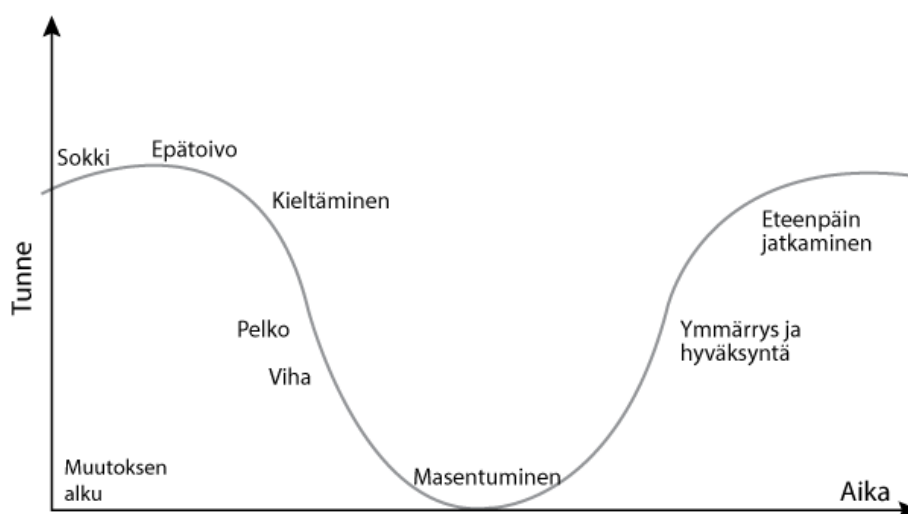 Sokki
Epätoivo
Kieltäminen
Eteenpäin
jatkaminen
Tunne
Pelko
Ymmärrys ja
hyväksyntä
Viha
Masentuminen
Muutoksen
alku
Aika